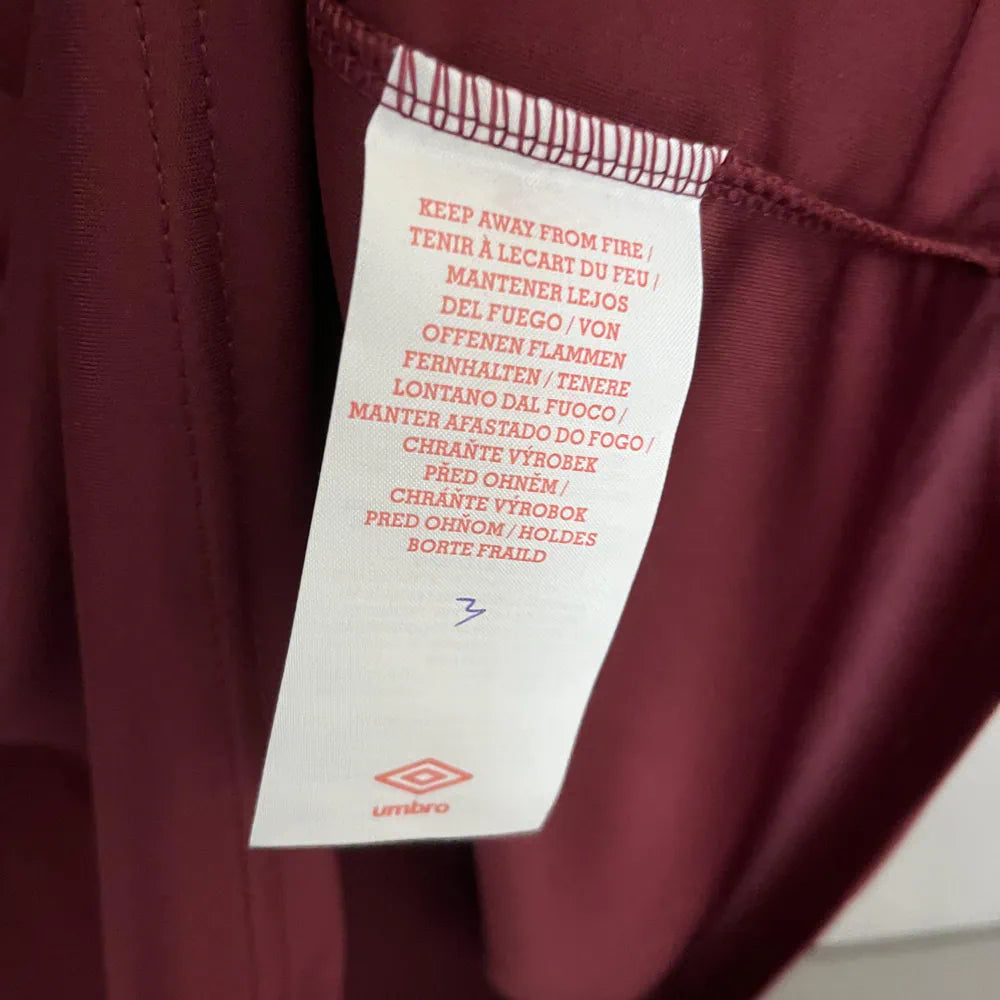 KEEP AWAY FROM FIRE /
TENIR À LECART DU FEU /
MANTENER LEJOS
DEL FUEGO / VON
OFFENEN FLAMMEN
FERNHALTEN / TENERE
LONTANO DAL FUOCO /
MANTER AFASTADO DO FOGO /
CHRAŇTE VÝROBEK
PŘED OHNĚM /
CHRÁŇTE VÝROBOK
PRED OHŇOM / HOLDES
BORTE FRAILD
3
umbro